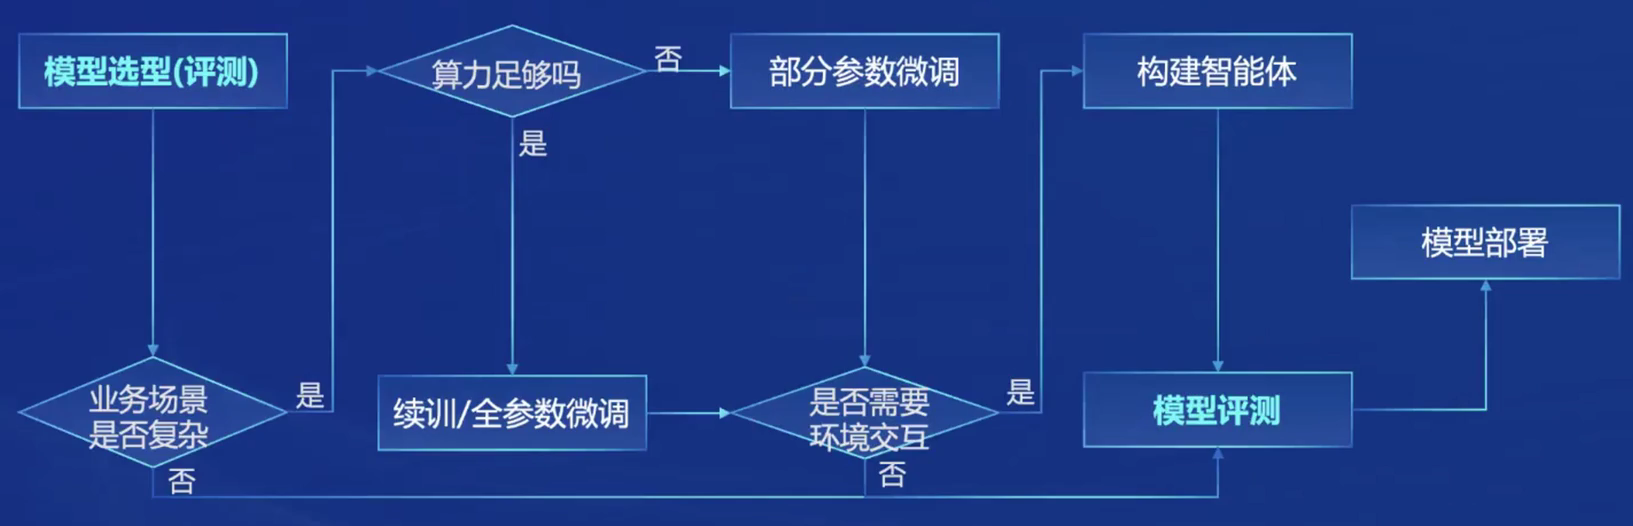 模型选型(评测)
业务场景
是否复杂
是
否
算力足够吗
否
是
续训/全参数微调
部分参数微调
是否需要
环境交互
是
否
构建智能体
模型评测
模型部署